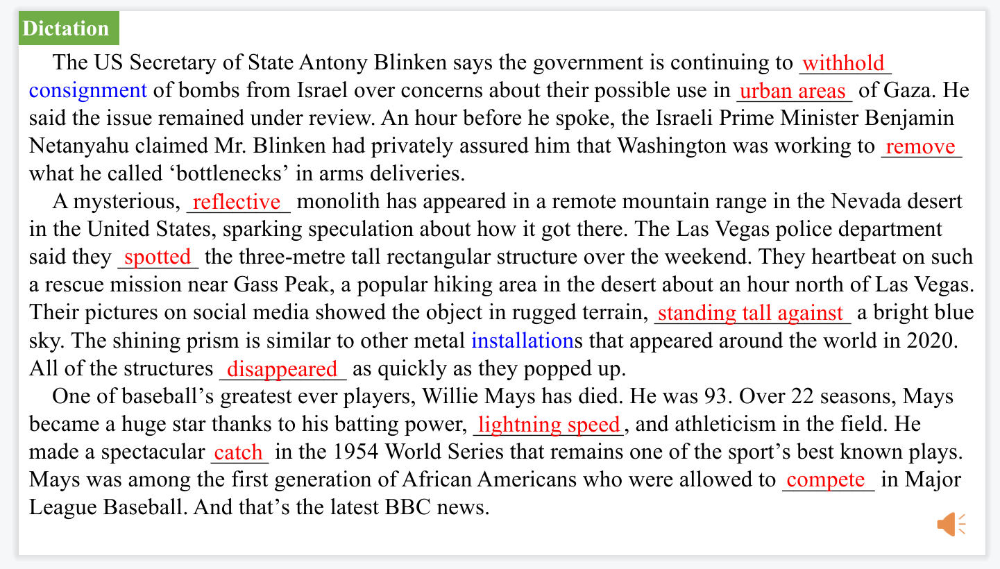 Dictation
The US Secretary of State Antony Blinken says the government is continuing to withhold
consignment of bombs from Israel over concerns about their possible use in urban areas of Gaza. He
said the issue remained under review. An hour before he spoke, the Israeli Prime Minister Benjamin
Netanyahu claimed Mr. Blinken had privately assured him that Washington was working to remove
what he called ‘bottlenecks’ in arms deliveries.
A mysterious, reflective monolith has appeared in a remote mountain range in the Nevada desert
in the United States, sparking speculation about how it got there. The Las Vegas police department
said they spotted the three-metre tall rectangular structure over the weekend. They heartbeat on such
a rescue mission near Gass Peak, a popular hiking area in the desert about an hour north of Las Vegas.
Their pictures on social media showed the object in rugged terrain, standing tall against a bright blue
sky. The shining prism is similar to other metal installations that appeared around the world in 2020.
All of the structures disappeared as quickly as they popped up.
One of baseball’s greatest ever players, Willie Mays has died. He was 93. Over 22 seasons, Mays
became a huge star thanks to his batting power, lightning speed, and athleticism in the field. He
made a spectacular catch in the 1954 World Series that remains one of the sport’s best known plays.
Mays was among the first generation of African Americans who were allowed to compete in Major
League Baseball. And that’s the latest BBC news.